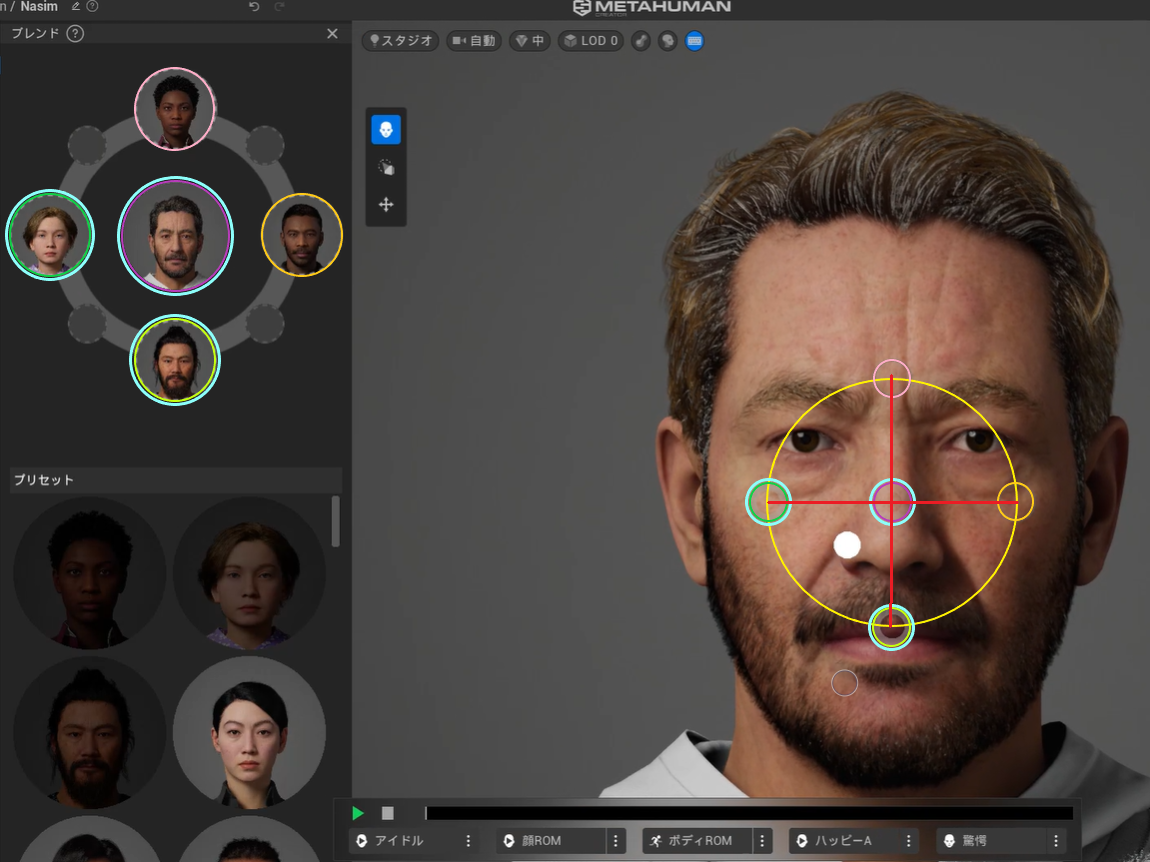 n / Nasim
METAHUMAN
CREATOR
ブレンド ?
スタジオ
自動
中
LOD 0
プリセット
アイドル
顔ROM
ボディROM
ハッピーA
驚愕